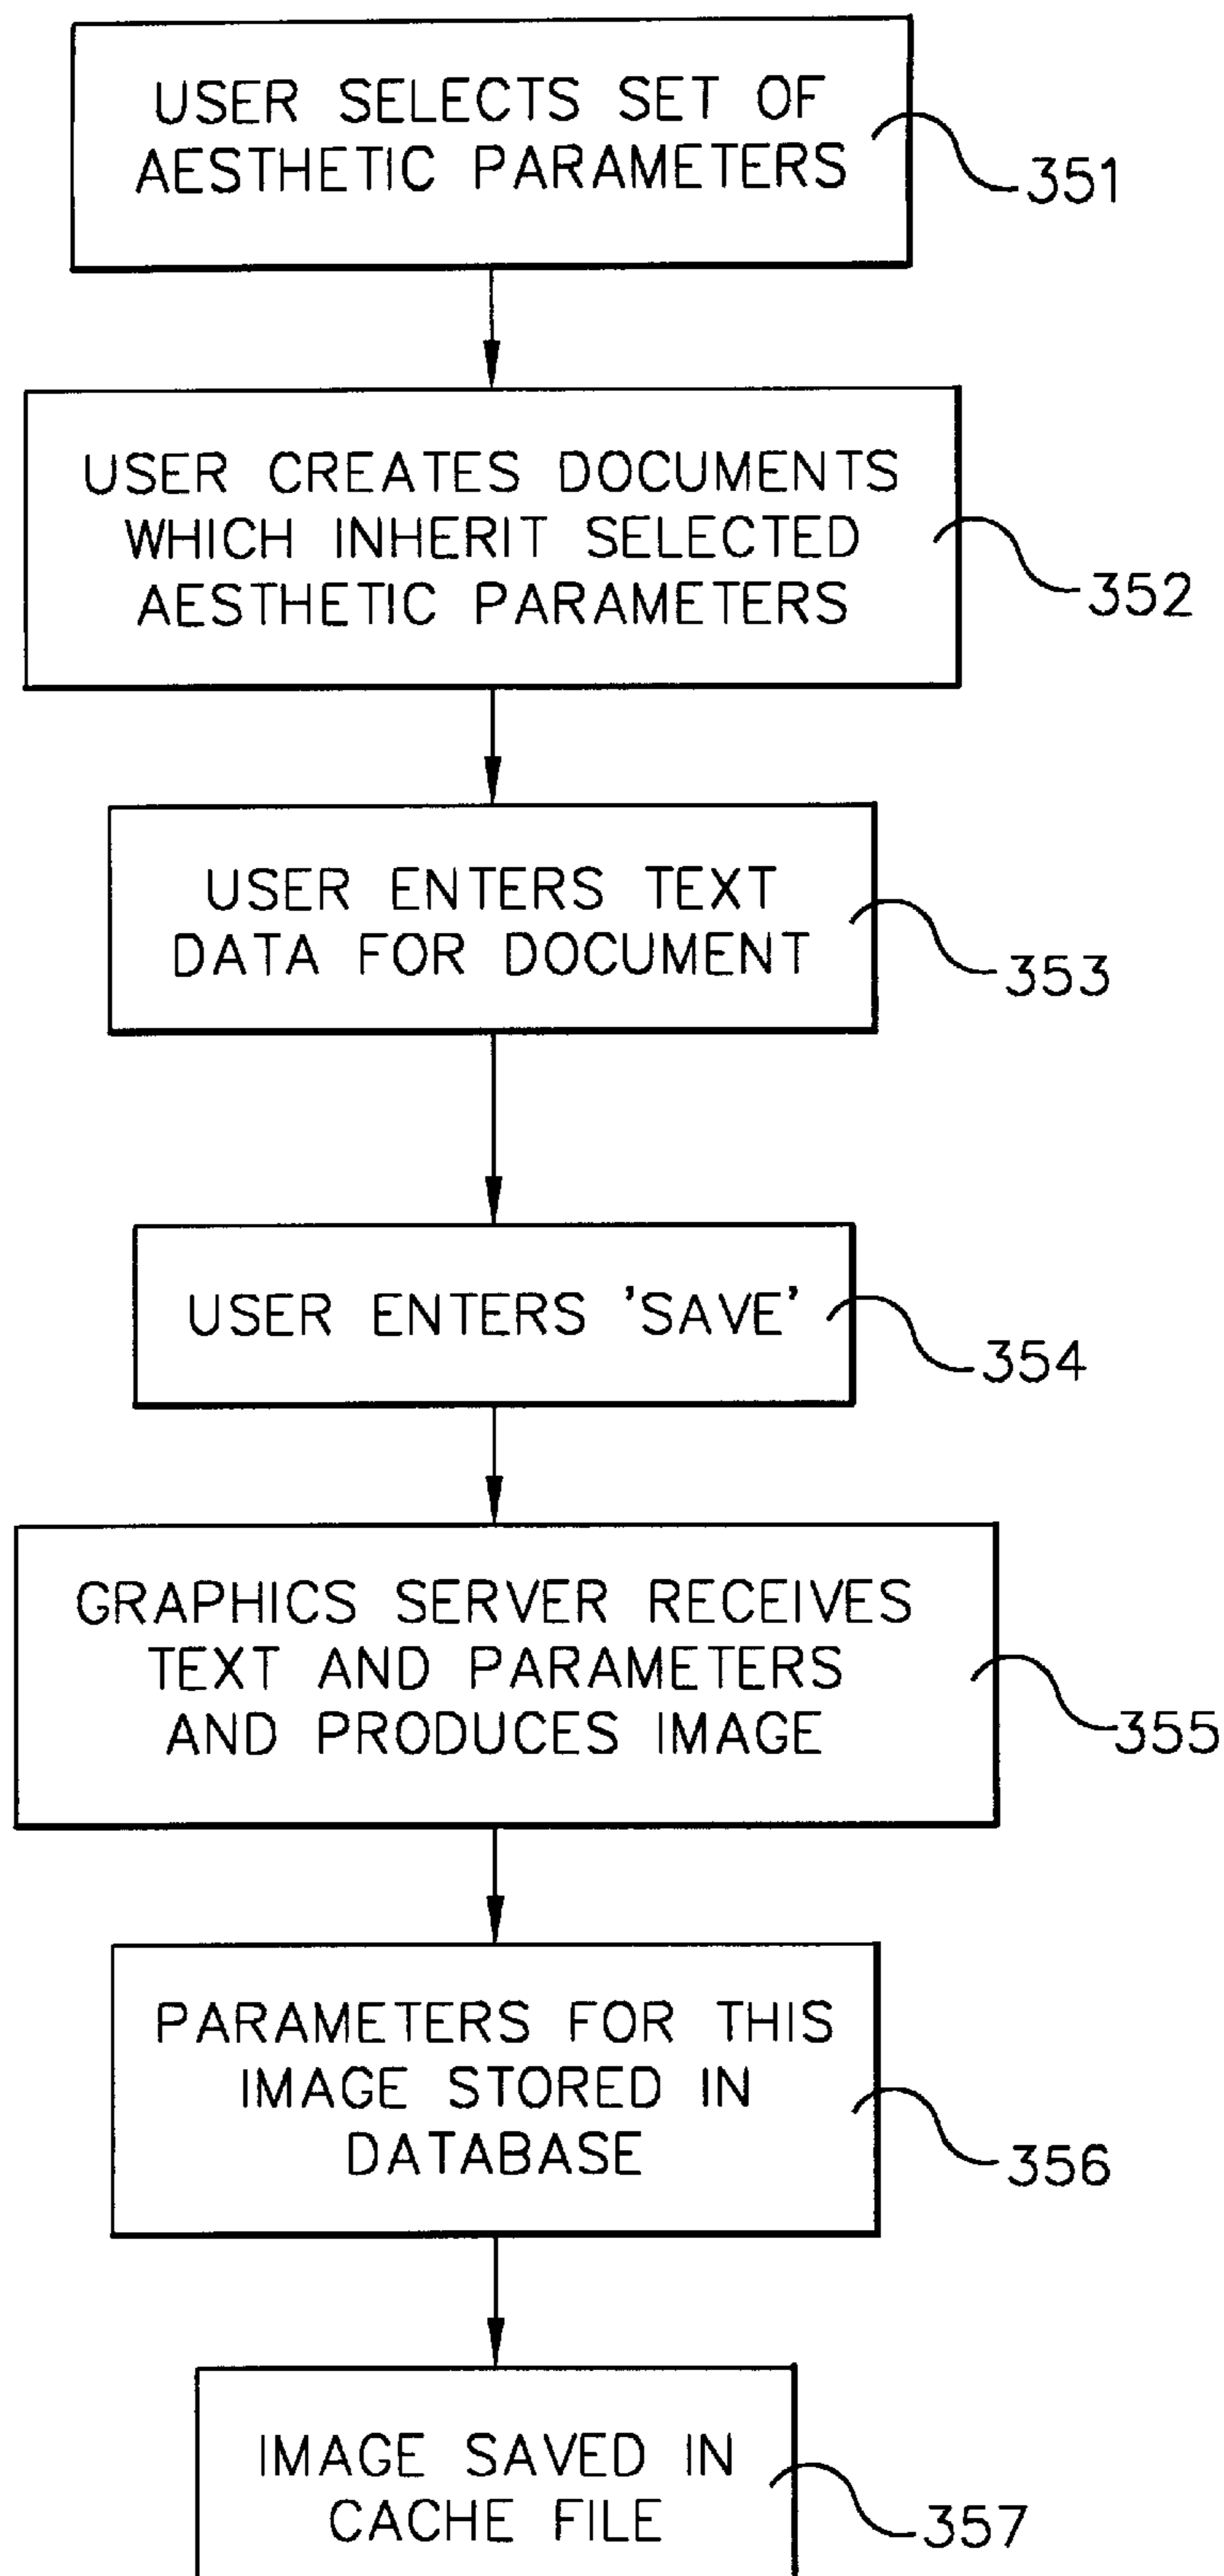 USER SELECTS SET OF
AESTHETIC PARAMETERS
351
USER CREATES DOCUMENTS
WHICH INHERIT SELECTED
AESTHETIC PARAMETERS
352
USER ENTERS TEXT
DATA FOR DOCUMENT
353
USER ENTERS 'SAVE'
354
GRAPHICS SERVER RECEIVES
TEXT AND PARAMETERS
AND PRODUCES IMAGE
355
PARAMETERS FOR THIS
IMAGE STORED IN
DATABASE
356
IMAGE SAVED IN
CACHE FILE
357